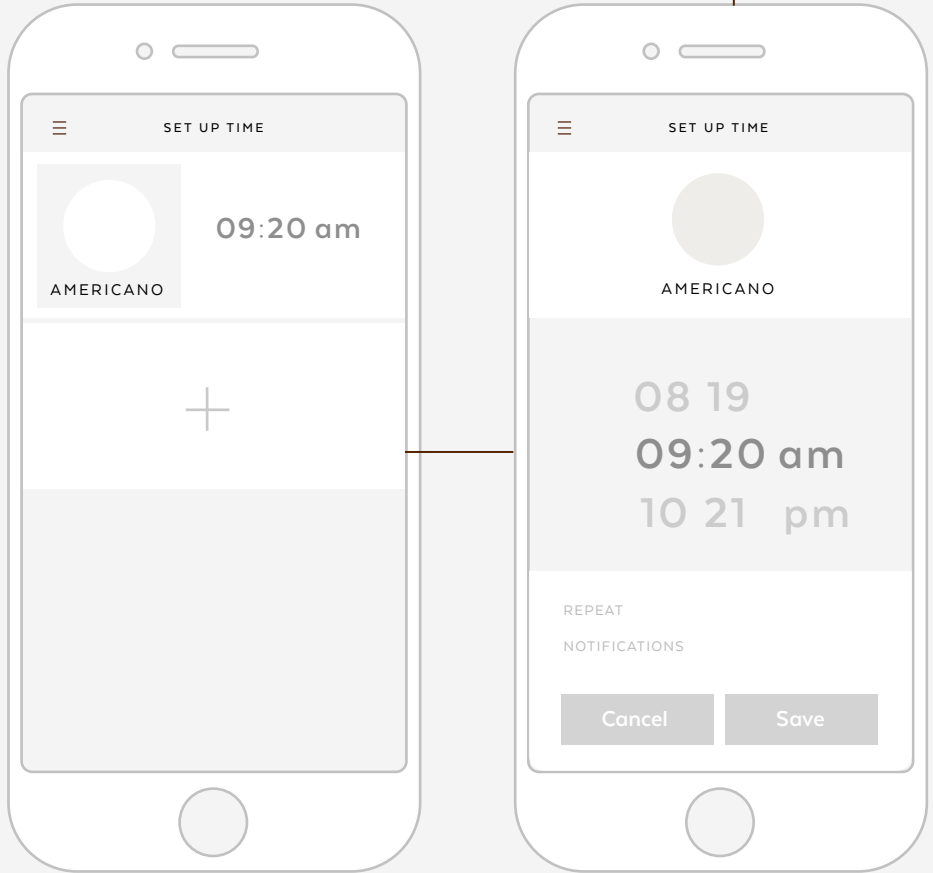 SET UP TIME
09:20 am
AMERICANO
SET UP TIME
AMERICANO
08 19
09:20 am
10 21 pm
REPEAT
NOTIFICATIONS
Cancel
Save